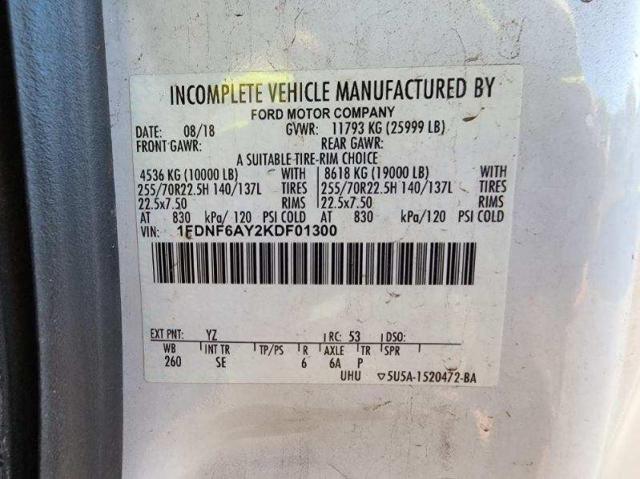 INCOMPLETE VEHICLE MANUFACTURED BY
FORD MOTOR COMPANY
DATE: 08/18 GVWR: 11793 KG (25999 LB)
FRONT GAWR: REAR GAWR:
A SUITABLE TIRE-RIM CHOICE
4536 KG (10000 LB) WITH 8618 KG (19000 LB) WITH
255/70R22.5H 140/137L TIRES 255/70R22.5H 140/137L TIRES
22.5x7.50 RIMS 22.5x7.50 RIMS
AT 830 kPa/ 120 PSI COLD AT 830 kPa/120 PSI COLD
VIN: 1FDNF6AY2KDF01300
EXT PNT: YZ RC: 53 DSO:
WB INT TR TP/PS R AXLE TR SPR
260 SE 6 6A P
UHU ▽5U5A-1520472-BA